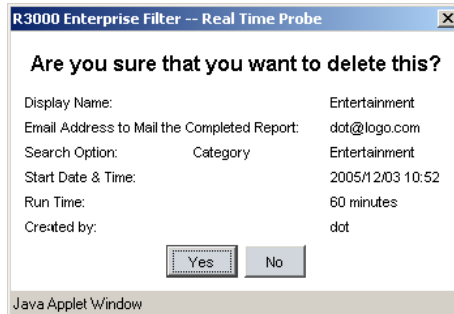 R3000 Enterprise Filter -- Real Time Probe X
Are you sure that you want to delete this?
Display Name: Entertainment
Email Address to Mail the Completed Report: dot@logo.com
Search Option: Category Entertainment
Start Date & Time: 2005/12/03 10:52
Run Time: 60 minutes
Created by: dot
Yes No
Java Applet Window